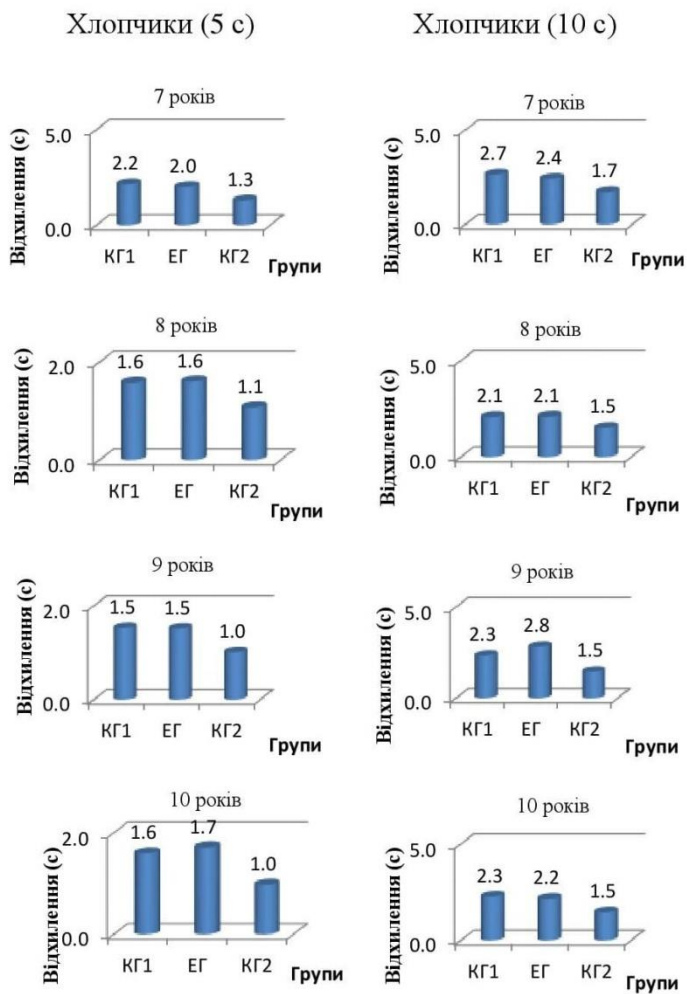 Хлопчики (5 с)
Хлопчики (10 с)
7 років
Відхилення (с)
5.0
0.0
2.2
2.0
1.3
КГ1 ЕГ КГ2
Групи
7 років
Відхилення (с)
5.0
0.0
2.7
2.4
1.7
КГ1 ЕГ КГ2
Групи
8 років
Відхилення (с)
2.0
0.0
1.6
1.6
1.1
КГ1 ЕГ КГ2
Групи
8 років
Відхилення (с)
5.0
0.0
2.1
2.1
1.5
КГ1 ЕГ КГ2
Групи
9 років
Відхилення (с)
2.0
0.0
1.5
1.5
1.0
КГ1 ЕГ КГ2
Групи
9 років
Відхилення (с)
5.0
0.0
2.3
2.8
1.5
КГ1 ЕГ КГ2
Групи
10 років
Відхилення (с)
2.0
0.0
1.6
1.7
1.0
КГ1 ЕГ КГ2
Групи
10 років
Відхилення (с)
5.0
0.0
2.3
2.2
1.5
КГ1 ЕГ КГ2
Групи